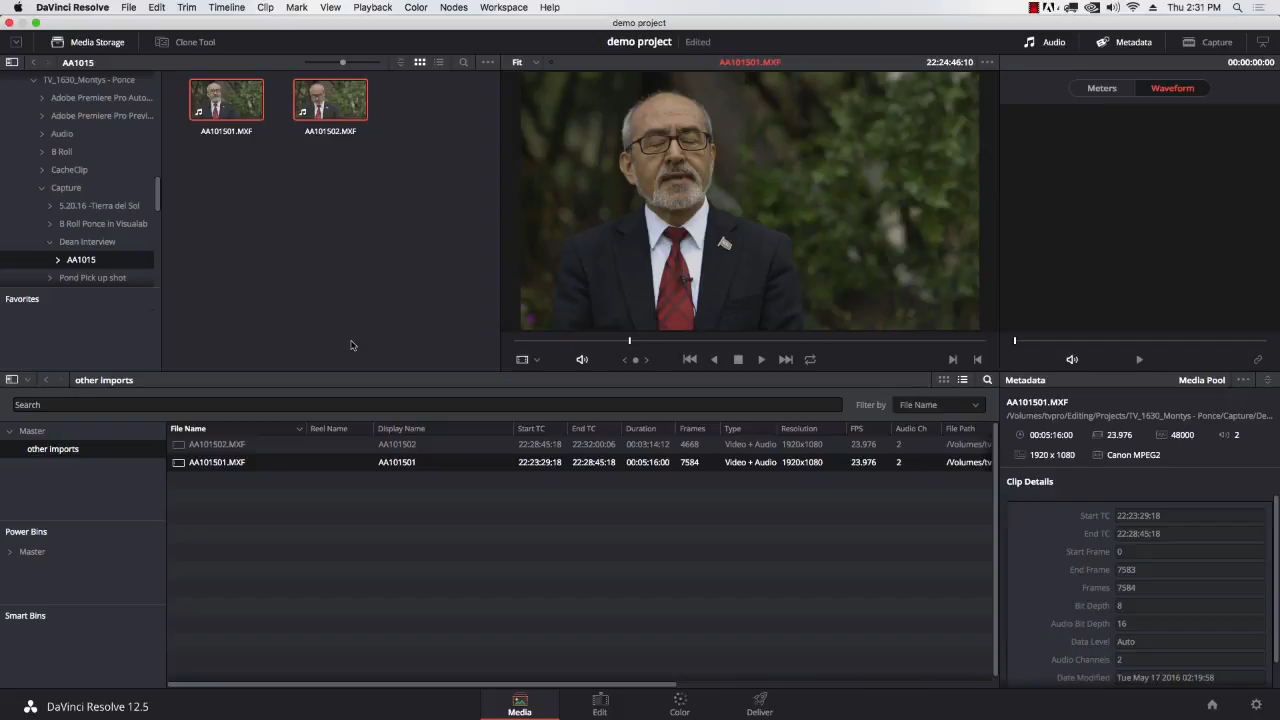 DaVinci Resolve File Edit Trim Timeline Clip Mark View Playback Color Nodes Workspace Help Thu 2:31 PM
demo project
Media Storage Clone Tool demo project Edited Audio Metadata Capture
AA1015 Fit AA101501.MXF 22:24:46:10 00:00:00:00
TV_1630_Montys - Ponce
Adobe Premiere Pro Auto...
Adobe Premiere Pro Previ...
Audio
B Roll
CacheClip
Capture
5.20.16 -Tierra del Sol
B Roll Ponce in Visualab
Dean Interview
AA1015
Pond Pick up shot
Favorites
AA101501.MXF AA101502.MXF
Meters Waveform
other imports
Search Filter by File Name
Master
other imports
Power Bins
Master
Smart Bins
File Name Reel Name Display Name Start TC End TC Duration Frames Type Resolution FPS Audio Ch File Path
AA101502.MXF AA101502 22:28:45:18 22:32:00:06 00:03:14:12 4668 Video + Audio 1920x1080 23.976 2 /Volumes/tv
AA101501.MXF AA101501 22:23:29:18 22:28:45:18 00:05:16:00 7584 Video + Audio 1920x1080 23.976 2 /Volumes/tv
Metadata Media Pool
AA101501.MXF
/Volumes/tvpro/Editing/Projects/TV_1630_Montys - Ponce/Capture/De...
00:05:16:00 23.976 48000 2
1920 x 1080 Canon MPEG2
Clip Details
Start TC 22:23:29:18
End TC 22:28:45:18
Start Frame 0
End Frame 7583
Frames 7584
Bit Depth 8
Audio Bit Depth 16
Data Level Auto
Audio Channels 2
Date Modified Tue May 17 2016 02:19:58
DaVinci Resolve 12.5 Media Edit Color Deliver